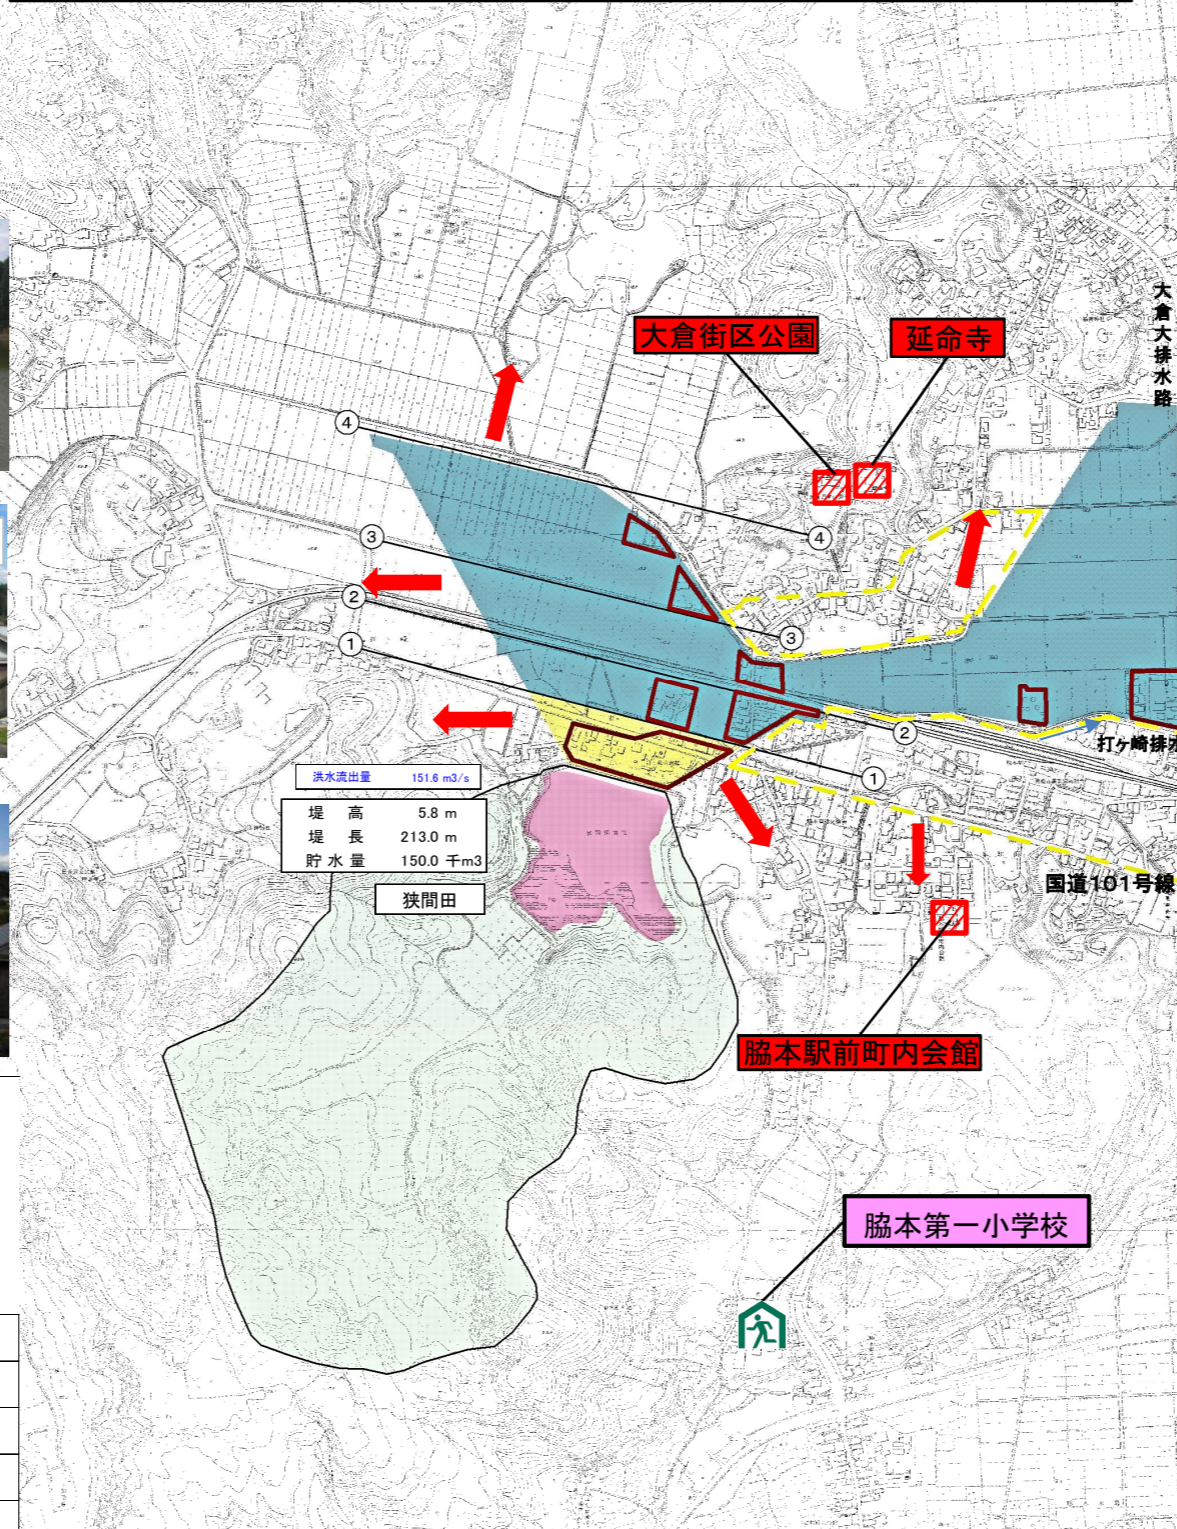 大倉大排水路
大倉街区公園
延命寺
④
④
③
③
②
②
①
①
打ヶ崎排水
洪水流出量 151.6 m3/s
堤 高 5.8 m
堤 長 213.0 m
貯水量 150.0 千m3
狭間田
国道101号線
脇本駅前町内会館
脇本第一小学校